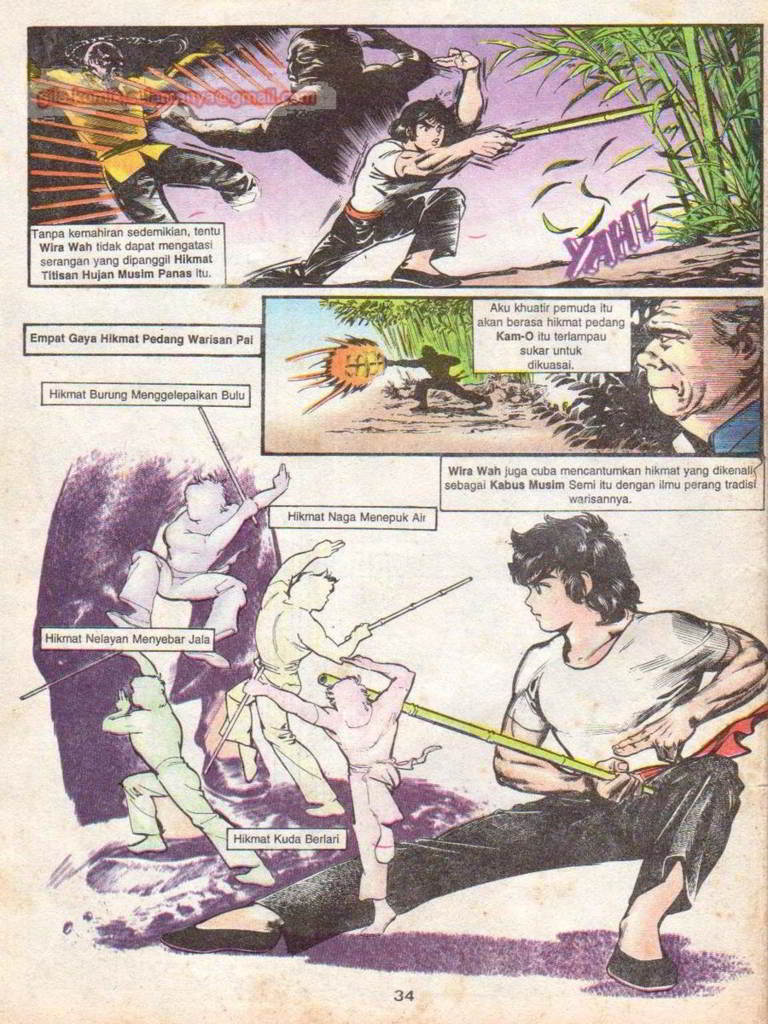 Tanpa kemahiran sedemikian, tentu
Wira Wah tidak dapat mengatasi
serangan yang dipanggil Hikmat
Titisan Hujan Musim Panas itu.
YAH!
Empat Gaya Hikmat Pedang Warisan Pai
Aku khuatir pemuda itu
akan berasa hikmat pedang
Kam-O itu terlampau
sukar untuk
dikuasai.
Hikmat Burung Menggelepaikan Bulu
Wira Wah juga cuba mencantumkan hikmat yang dikenali
sebagai Kabus Musim Semi itu dengan ilmu perang tradisi
warisannya.
Hikmat Naga Menepuk Air
Hikmat Nelayan Menyebar Jala
Hikmat Kuda Berlari
34